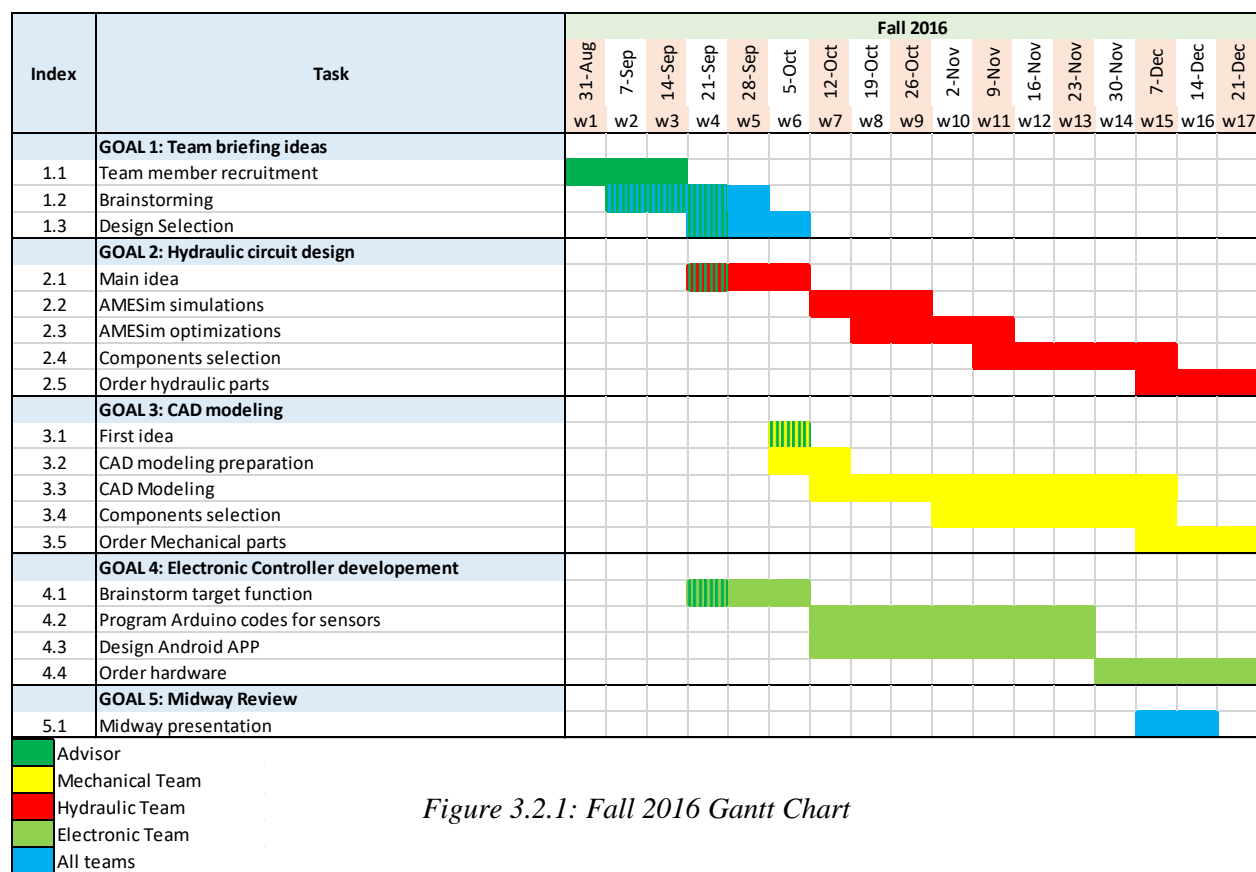 Fall 2016
Index Task 31-Aug 7-Sep 14-Sep 21-Sep 28-Sep 5-Oct 12-Oct 19-Oct 26-Oct 2-Nov 9-Nov 16-Nov 23-Nov 30-Nov 7-Dec 14-Dec 21-Dec
w1 w2 w3 w4 w5 w6 w7 w8 w9 w10 w11 w12 w13 w14 w15 w16 w17
GOAL 1: Team briefing ideas
1.1 Team member recruitment
1.2 Brainstorming
1.3 Design Selection
GOAL 2: Hydraulic circuit design
2.1 Main idea
2.2 AMESim simulations
2.3 AMESim optimizations
2.4 Components selection
2.5 Order hydraulic parts
GOAL 3: CAD modeling
3.1 First idea
3.2 CAD modeling preparation
3.3 CAD Modeling
3.4 Components selection
3.5 Order Mechanical parts
GOAL 4: Electronic Controller developement
4.1 Brainstorm target function
4.2 Program Arduino codes for sensors
4.3 Design Android APP
4.4 Order hardware
GOAL 5: Midway Review
5.1 Midway presentation
Advisor
Mechanical Team
Hydraulic Team
Electronic Team
All teams
Figure 3.2.1: Fall 2016 Gantt Chart